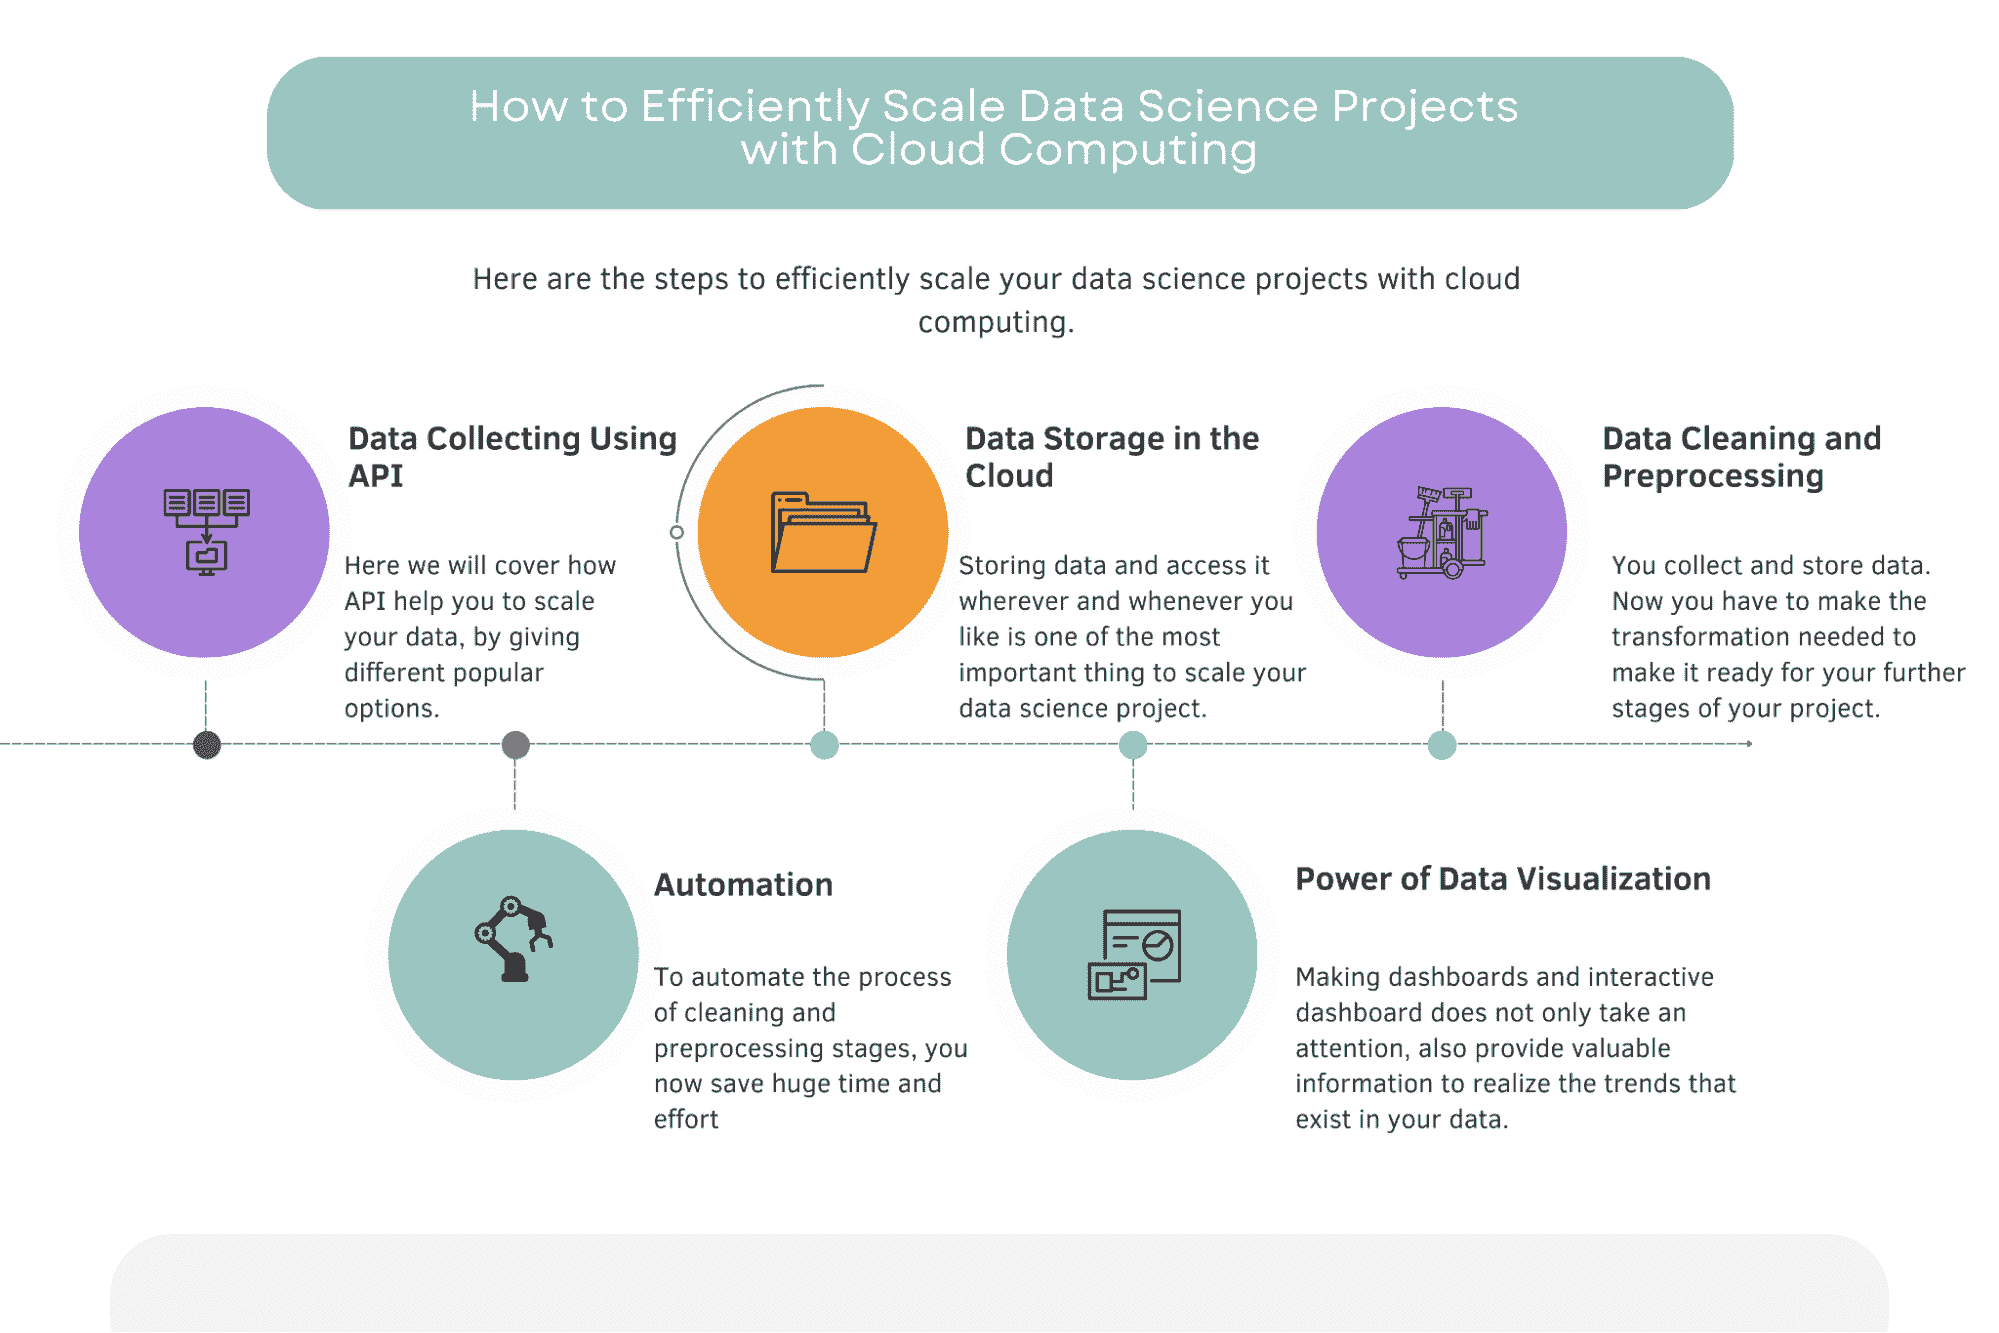 How to Efficiently Scale Data Science Projects
with Cloud Computing
Here are the steps to efficiently scale your data science projects with cloud
computing.
Data Collecting Using
API
Here we will cover how
API help you to scale
your data, by giving
different popular
options.
Data Storage in the
Cloud
Storing data and access it
wherever and whenever you
like is one of the most
important thing to scale your
data science project.
Data Cleaning and
Preprocessing
You collect and store data.
Now you have to make the
transformation needed to
make it ready for your further
stages of your project.
Automation
To automate the process
of cleaning and
preprocessing stages, you
now save huge time and
effort
Power of Data Visualization
Making dashboards and interactive
dashboard does not only take an
attention, also provide valuable
information to realize the trends that
exist in your data.